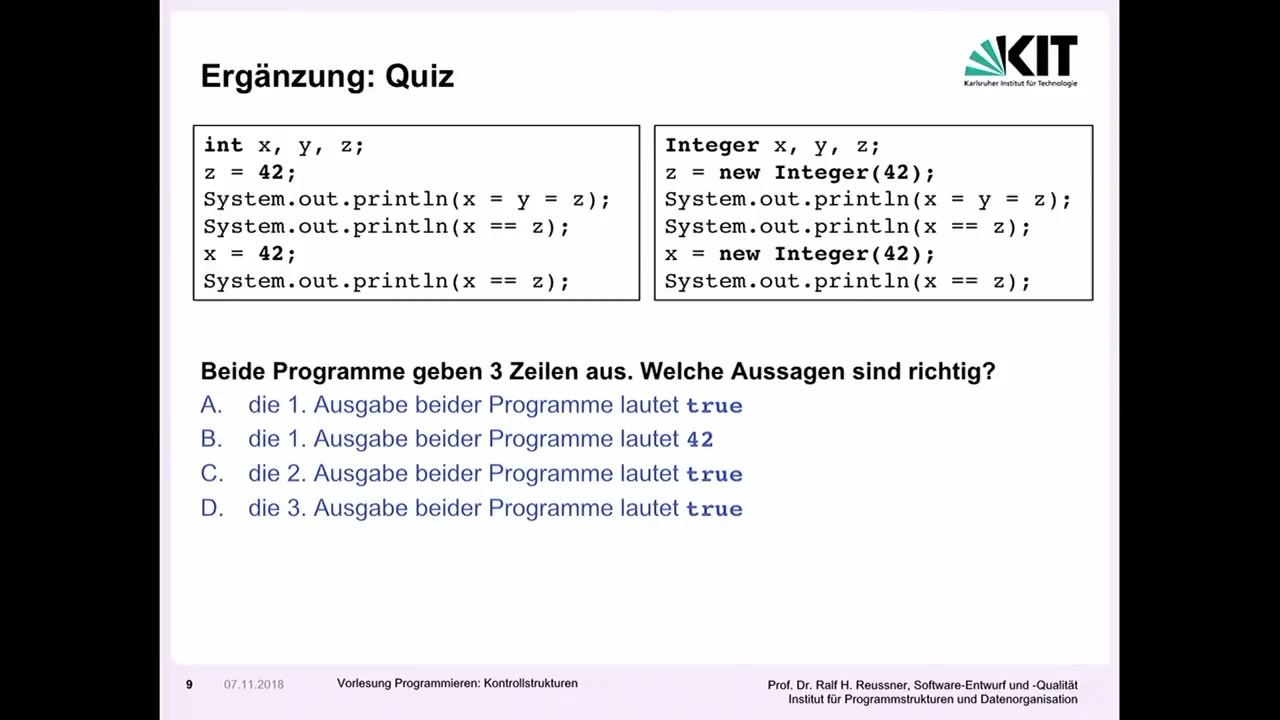 Ergänzung: Quiz
KIT
Karlsruher Institut für Technologie
int x, y, z;
z = 42;
System.out.println(x = y = z);
System.out.println(x == z);
x = 42;
System.out.println(x == z);
Integer x, y, z;
z = new Integer(42);
System.out.println(x = y = z);
System.out.println(x == z);
x = new Integer(42);
System.out.println(x == z);
Beide Programme geben 3 Zeilen aus. Welche Aussagen sind richtig?
A. die 1. Ausgabe beider Programme lautet true
B. die 1. Ausgabe beider Programme lautet 42
C. die 2. Ausgabe beider Programme lautet true
D. die 3. Ausgabe beider Programme lautet true
9 07.11.2018 Vorlesung Programmieren: Kontrollstrukturen
Prof. Dr. Ralf H. Reussner, Software-Entwurf und -Qualität
Institut für Programmstrukturen und Datenorganisation